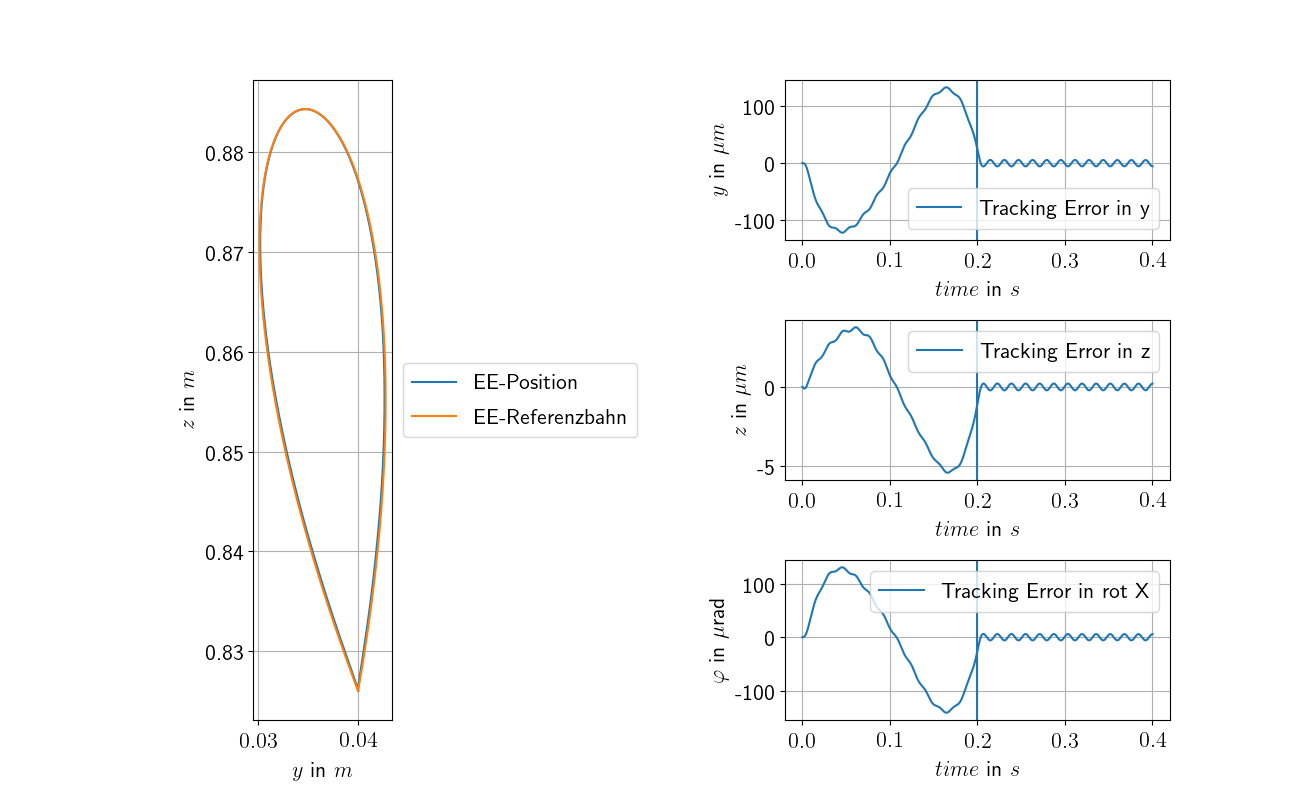 0.88
0.87
0.86
0.85
0.84
0.83
z in m
0.03
0.04
y in m
EE-Position
EE-Referenzbahn
100
0
-100
y in μm
Tracking Error in y
0.0
0.1
0.2
0.3
0.4
time in s
0
-5
z in μm
Tracking Error in z
0.0
0.1
0.2
0.3
0.4
time in s
100
0
-100
φ in μrad
Tracking Error in rot X
0.0
0.1
0.2
0.3
0.4
time in s